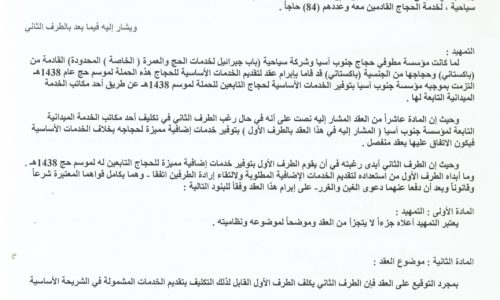 سياحية ، لخدمة الحجاج القادمين معه وعددهم (84) حاجاً .
ويشار إليه فيما بعد بالطرف الثاني
التمهيد :
لما كانت مؤسسة مطوفي حجاج جنوب آسيا وشركة سياحية (باب جبرائيل لخدمات الحج والعمرة ( الخاصة ) المحدودة) القادمة من
(باكستاني) وحجاجها من الجنسية (باكستاني) قد قاما بإبرام عقد لتقديم الخدمات الأساسية للحجاج هذه الحملة لموسم حج عام 1438هـ
التزمت بموجبه جنوب آسيا بتوفير الخدمات الأساسية لحجاج التابعين للحملة لموسم حج 1438هـ عن طريق أحد مكاتب الخدمة
الميدانية التابعة لها .
وحيث إن المادة عاشراً من العقد المشار إليه نصت على أنه في حال رغب الطرف الثاني في تكليف أحد مكاتب الخدمة الميدانية
التابعة لمؤسسة جنوب آسيا ( المشار إليه في هذا العقد بالطرف الأول ) بتوفير خدمات إضافية مميزة لحجاجه بخلاف الخدمات الأساسية
فيكون الاتفاق عليها بعقد منفصل .
وحيث إن الطرف الثاني أبدى رغبته في أن يقوم الطرف الأول بتوفير خدمات إضافية مميزة للحجاج التابعين له لموسم حج 1438هـ .
وما أبداه الطرف الأول من استعداده لتقديم الخدمات الإضافية المطلوبة ولالتقاء إرادة الطرفين اتفقا - وهما بكامل قواهما المعتبرة شرعاً
وقانوناً وبعد أن دفعا عنهما دعوى الغبن والغرر- على إبرام هذا العقد وفقاً للبنود التالية :
المادة الأولى : التمهيد :
يعتبر التمهيد أعلاه جزءاً لا يتجزأ من العقد وموضحاً لموضوعه ونظاميته .
المادة الثانية : موضوع العقد :
بمجرد التوقيع على العقد فإن الطرف الثاني يكلف الطرف الأول القابل لذلك التكليف بتقديم الخدمات المشمولة في الشريحة الأساسية